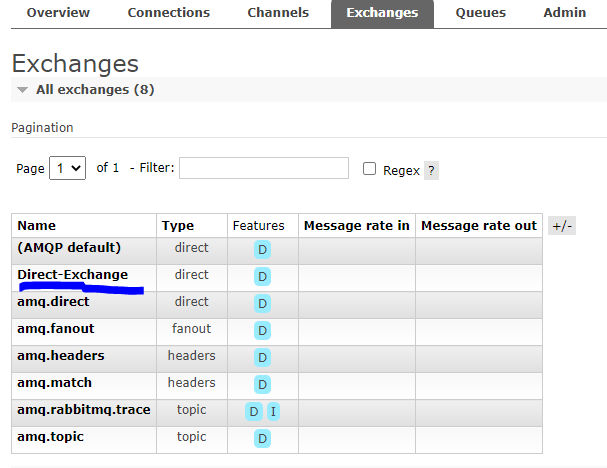 Overview Connections Channels Exchanges Queues Admin
Exchanges
All exchanges (8)
Pagination
Page 1 of 1 - Filter: Regex ?
Name Type Features Message rate in Message rate out +/-
(AMQP default) direct D
Direct-Exchange direct D
amq.direct direct D
amq.fanout fanout D
amq.headers headers D
amq.match headers D
amq.rabbitmq.trace topic D I
amq.topic topic D